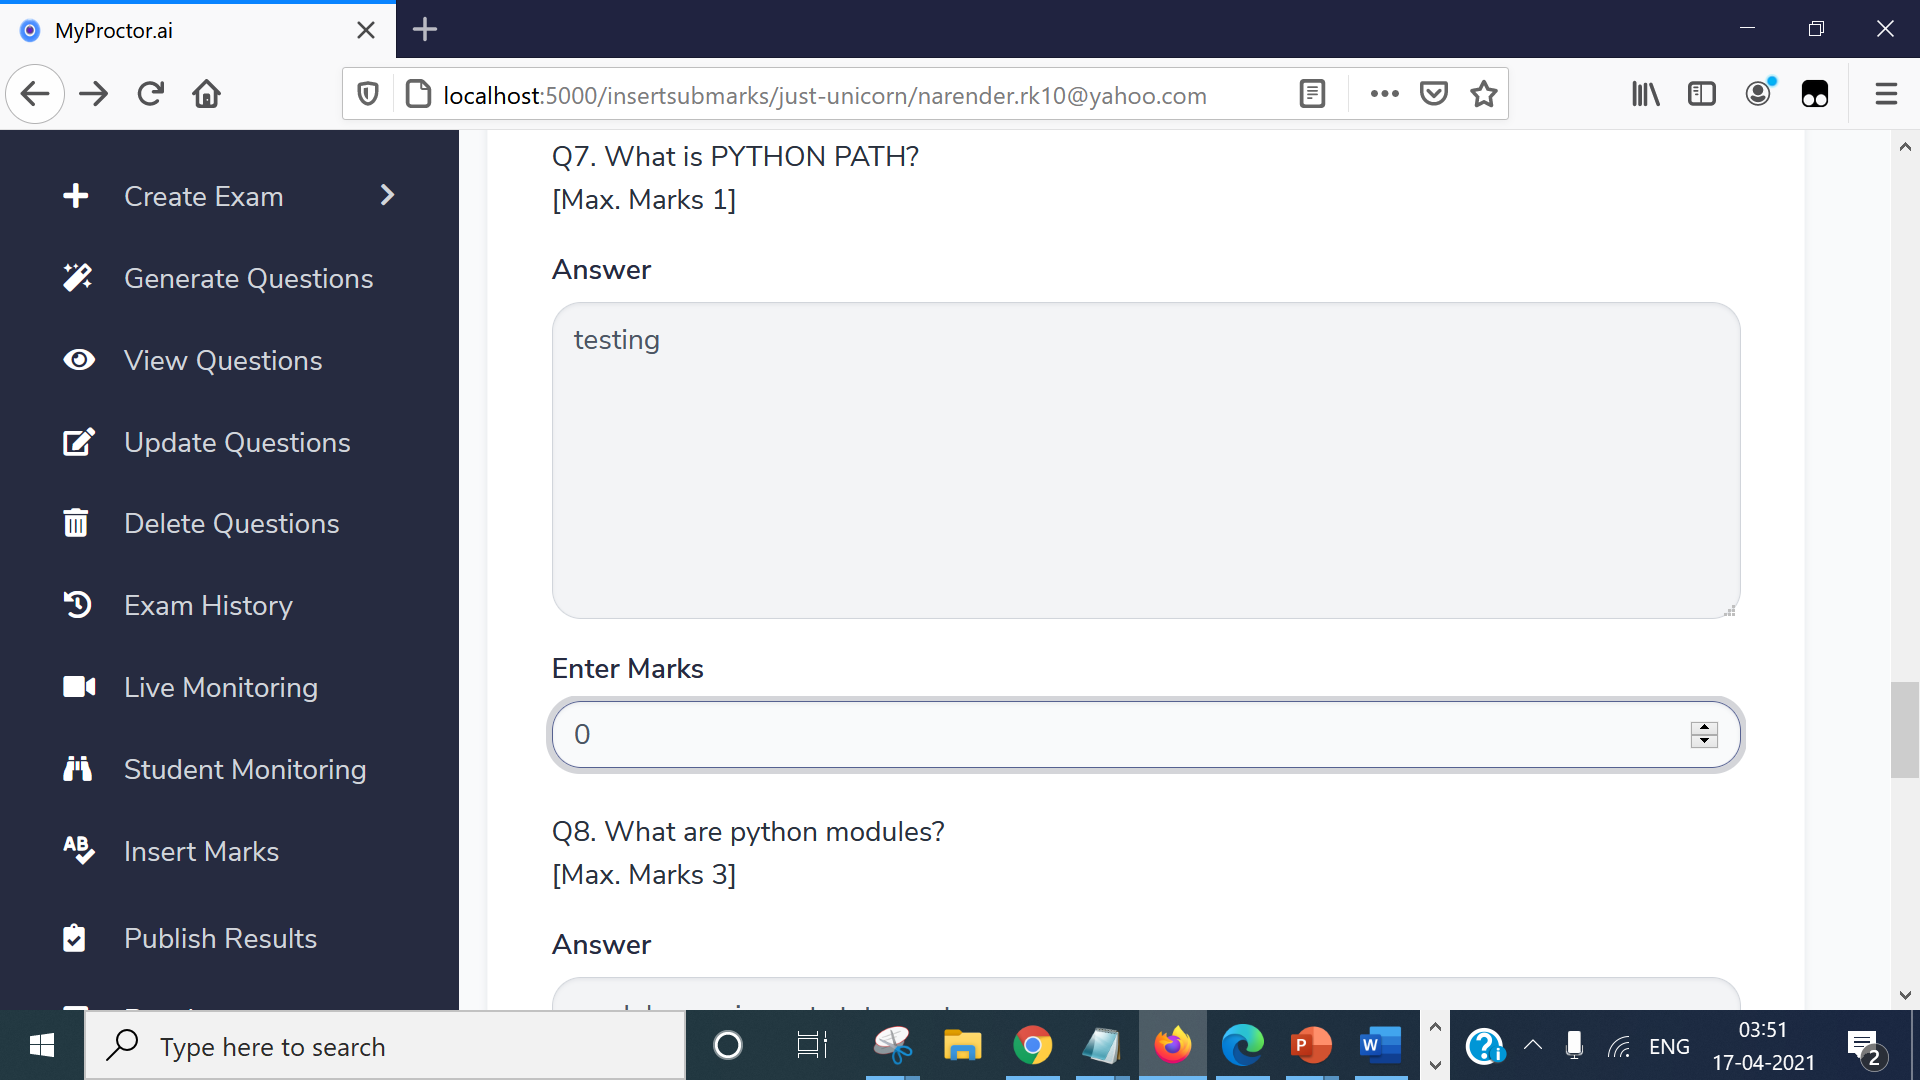 MyProctor.ai
localhost:5000/insertsubmarks/just-unicorn/narender.rk10@yahoo.com
Create Exam
Generate Questions
View Questions
Update Questions
Delete Questions
Exam History
Live Monitoring
Student Monitoring
AB
Insert Marks
Publish Results
Q7. What is PYTHON PATH?
[Max. Marks 1]
Answer
testing
Enter Marks
0
Q8. What are python modules?
[Max. Marks 3]
Answer
Type here to search
P
W
ENG
03:51
17-04-2021
2